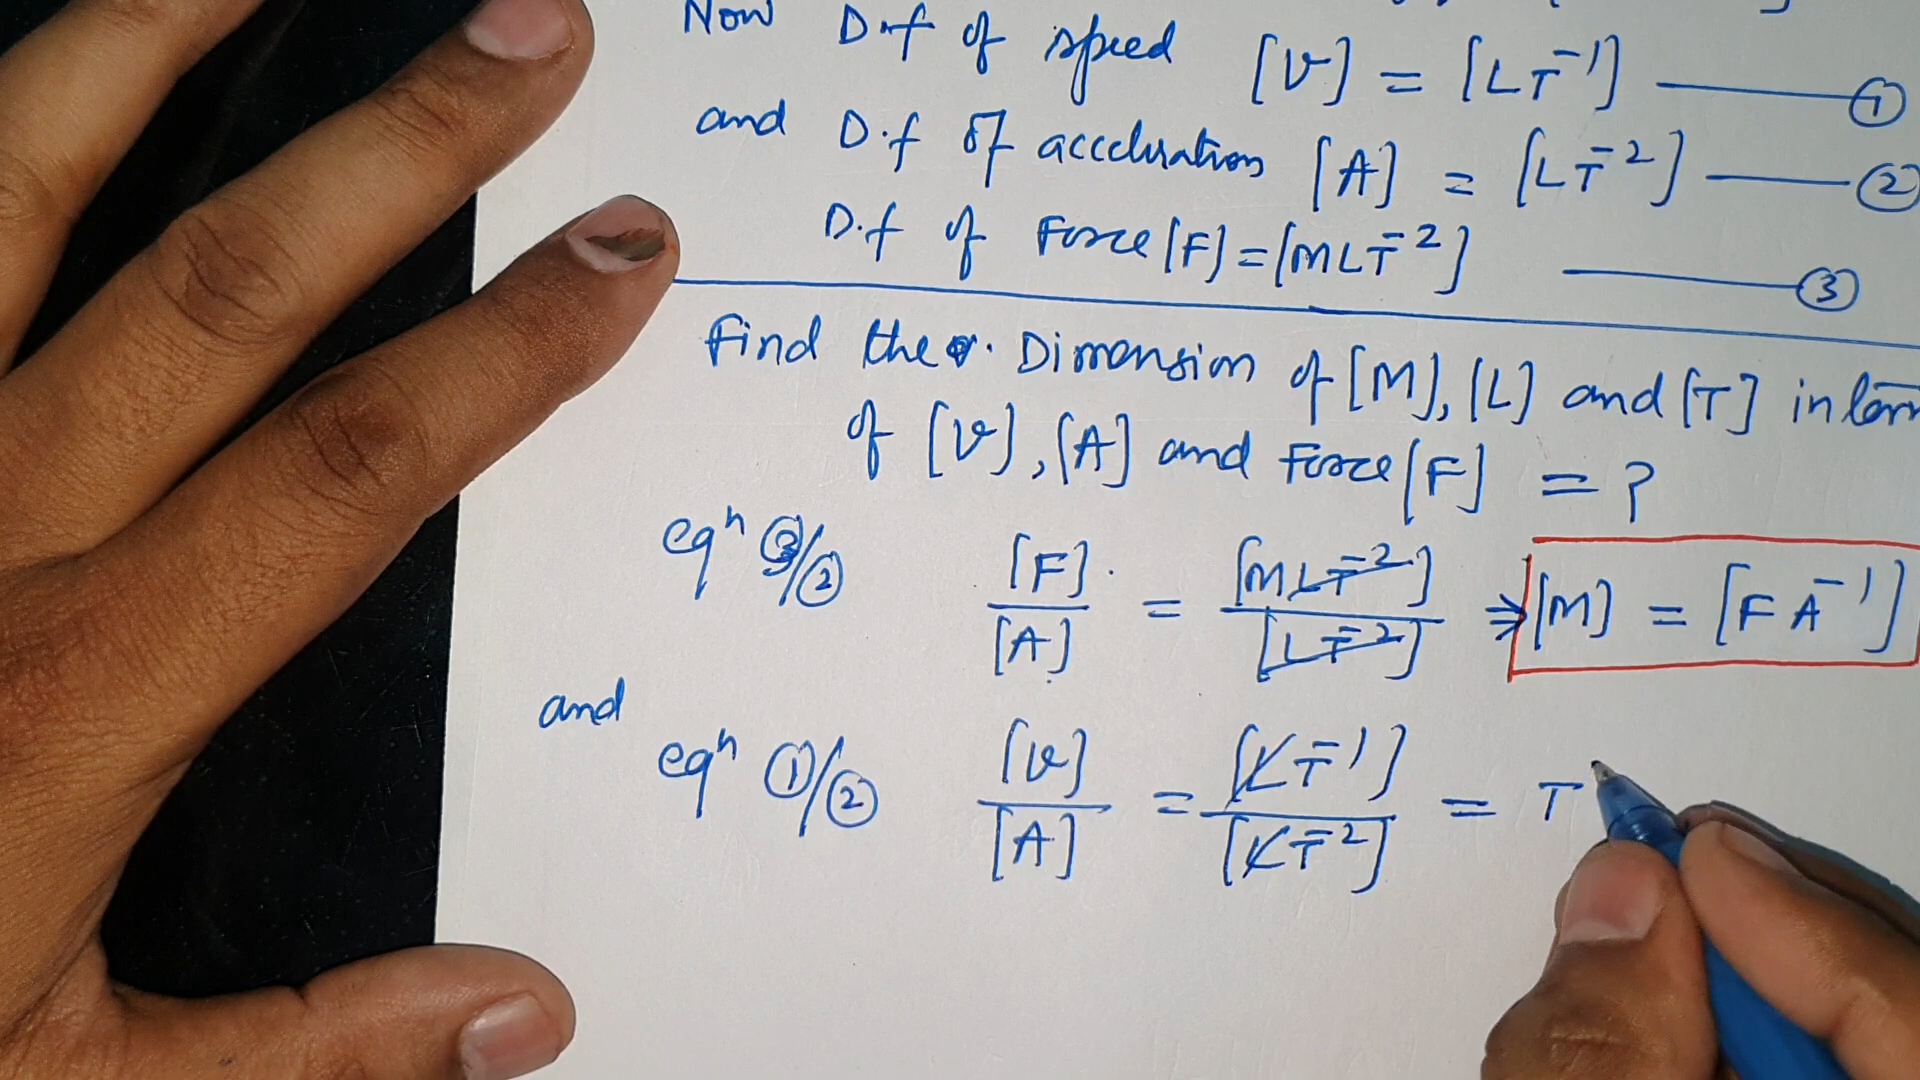 Now D.f of speed [V] = [LT⁻¹] ——— ①
and D.f of acceleration [A] = [LT⁻²] ——— ②
D.f of Force [F] = [MLT⁻²] ——— ③
Find the Dimension of [M], [L] and [T] in
of [V], [A] and Force [F] = ?
eqⁿ ③/② [F]/[A] = [MLT⁻²]/[LT⁻²] ⇒ [M] = [FA⁻¹]
and
eqⁿ ①/② [V]/[A] = [LT⁻¹]/[LT⁻²] = T